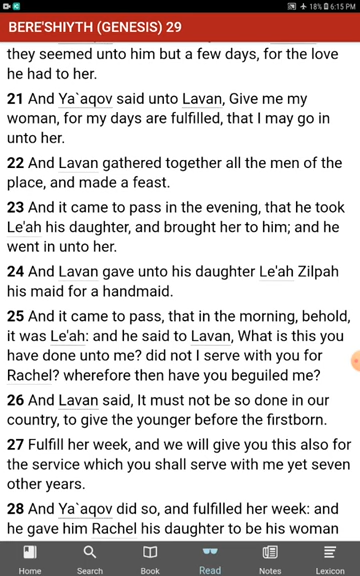 18% 6:15 PM
BERE'SHIYTH (GENESIS) 29
they seemed unto him but a few days, for the love
he had to her.
21 And Ya`aqov said unto Lavan, Give me my
woman, for my days are fulfilled, that I may go in
unto her.
22 And Lavan gathered together all the men of the
place, and made a feast.
23 And it came to pass in the evening, that he took
Le'ah his daughter, and brought her to him; and he
went in unto her.
24 And Lavan gave unto his daughter Le'ah Zilpah
his maid for a handmaid.
25 And it came to pass, that in the morning, behold,
it was Le'ah: and he said to Lavan, What is this you
have done unto me? did not I serve with you for
Rachel? wherefore then have you beguiled me?
26 And Lavan said, It must not be so done in our
country, to give the younger before the firstborn.
27 Fulfill her week, and we will give you this also for
the service which you shall serve with me yet seven
other years.
28 And Ya`aqov did so, and fulfilled her week: and
he gave him Rachel his daughter to be his woman
Home Search Book Read Notes Lexicon